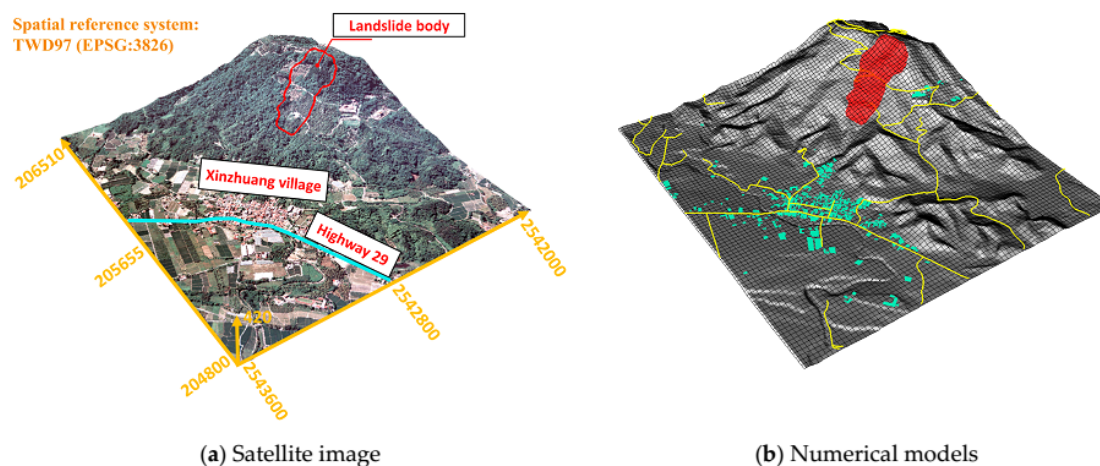 Spatial reference system:
TWD97 (EPSG:3826)
Landslide body
206510
Xinzhuang village
Highway 29
205655
2542000
420
2542800
204800
2543600
(a) Satellite image
(b) Numerical models